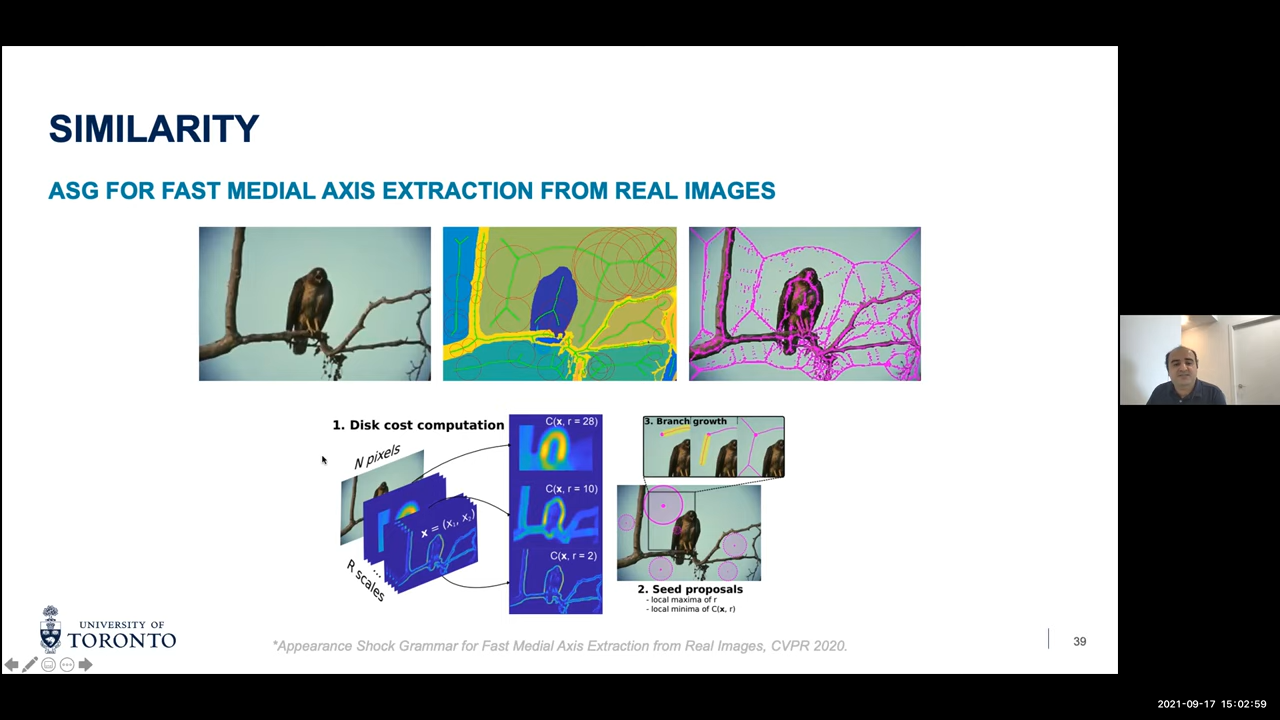 SIMILARITY
ASG FOR FAST MEDIAL AXIS EXTRACTION FROM REAL IMAGES
1. Disk cost computation
N pixels
x = (x₁, x₂)
...
R scales
C(x, r = 28)
C(x, r = 10)
C(x, r = 2)
3. Branch growth
2. Seed proposals
- local maxima of r
- local minima of C(x, r)
UNIVERSITY OF
TORONTO
*Appearance Shock Grammar for Fast Medial Axis Extraction from Real Images, CVPR 2020.
39
2021-09-17 15:02:59